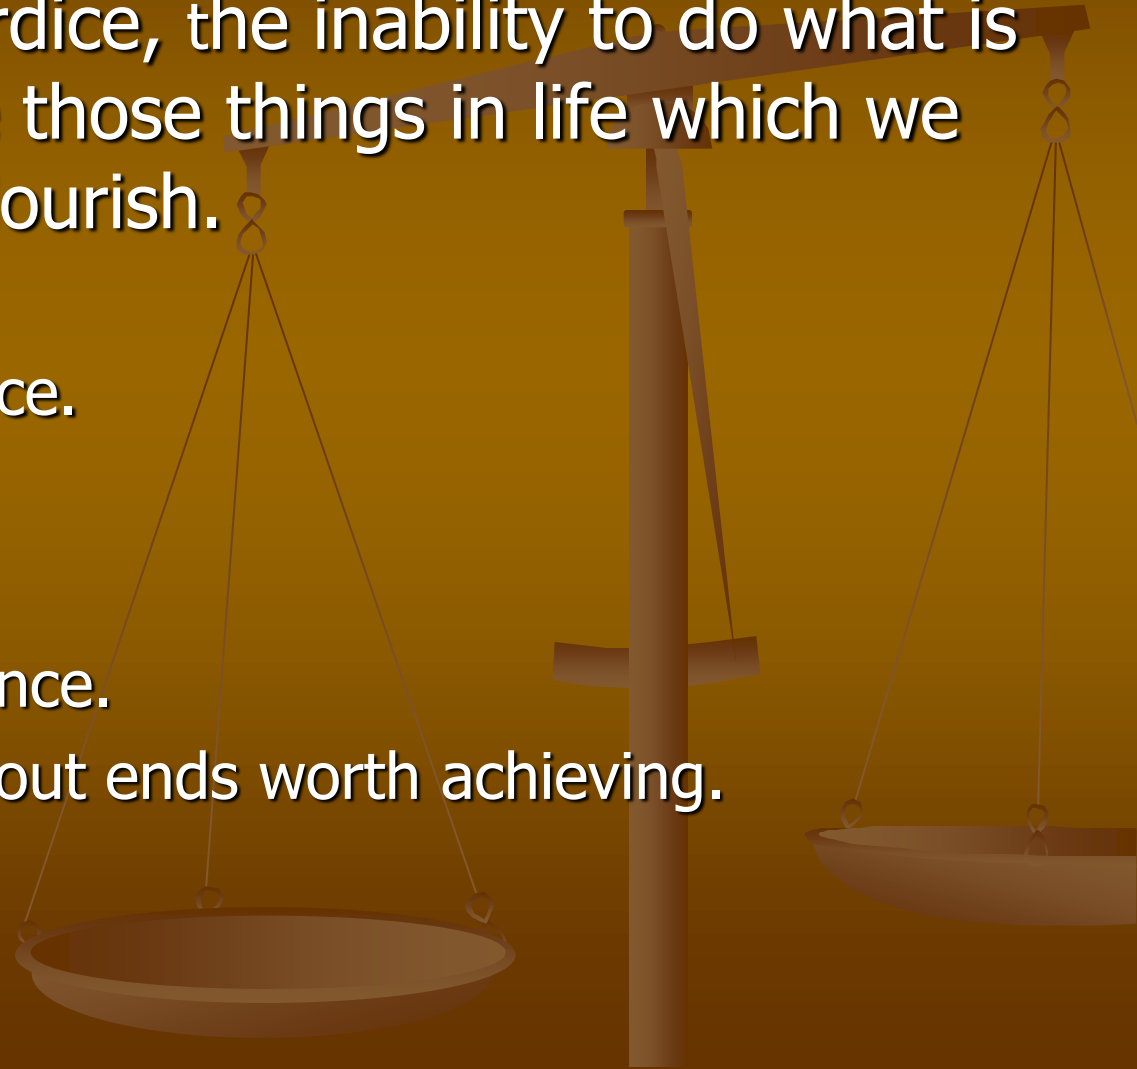 rdice, the inability to do what is
those things in life which we
ourish.
ce.
nce.
out ends worth achieving.